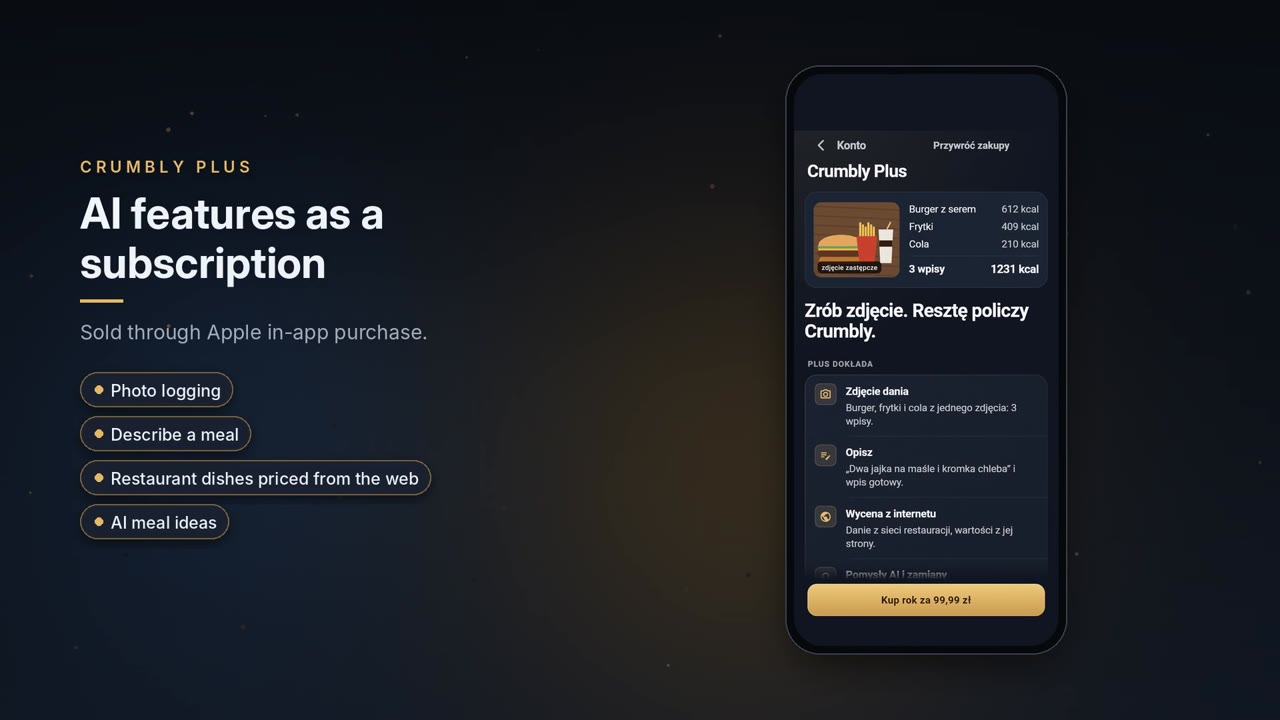 CRUMBLY PLUS
AI features as a
subscription
Sold through Apple in-app purchase.
Photo logging
Describe a meal
Restaurant dishes priced from the web
AI meal ideas
Konto
Przywróć zakupy
Crumbly Plus
Burger z serem 612 kcal
Frytki 409 kcal
Cola 210 kcal
3 wpisy 1231 kcal
zdjęcie zastępcze
Zrób zdjęcie. Resztę policzy
Crumbly.
PLUS DOKŁADA
Zdjęcie dania
Burger, frytki i cola z jednego zdjęcia: 3
wpisy.
Opisz
„Dwa jajka na maśle i kromka chleba” i
wpis gotowy.
Wycena z internetu
Danie z sieci restauracji, wartości z jej
strony.
Pomysły AI i zamiany
Kup rok za 99,99 zł